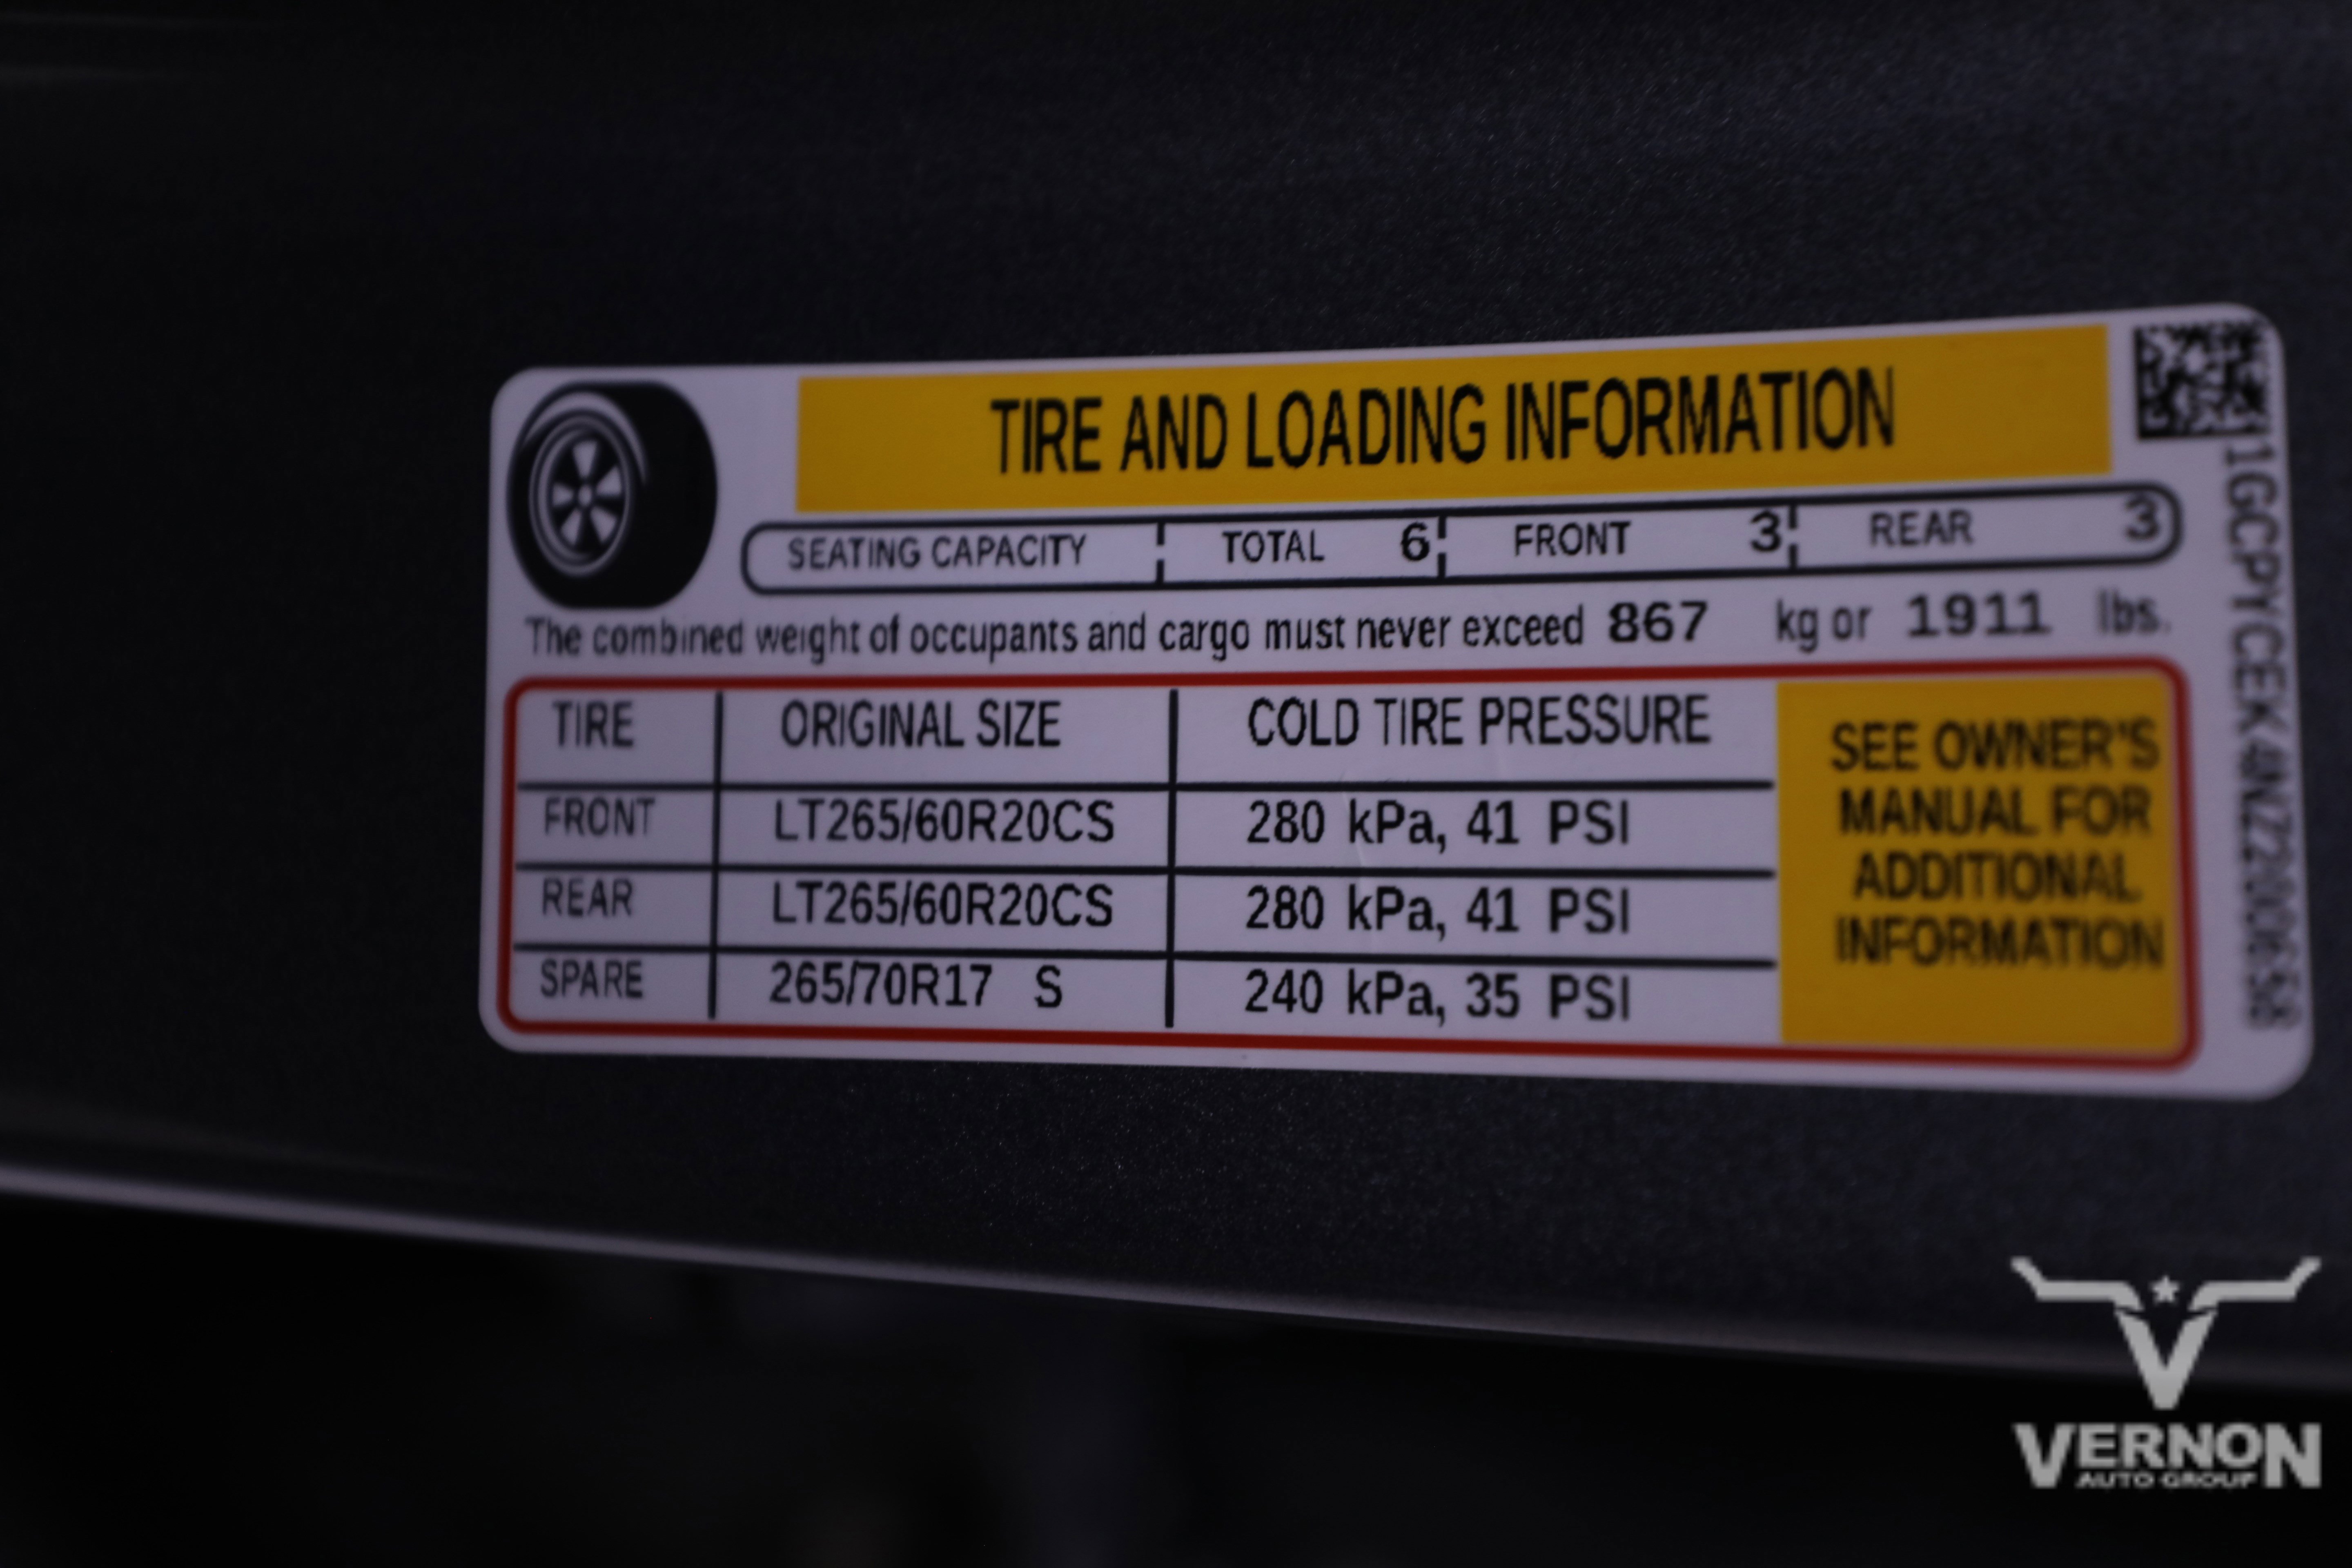 TIRE AND LOADING INFORMATION
SEATING CAPACITY TOTAL 6 FRONT 3 REAR 3
The combined weight of occupants and cargo must never exceed 867 kg or 1911 lbs.
TIRE ORIGINAL SIZE COLD TIRE PRESSURE
FRONT LT265/60R20CS 280 kPa, 41 PSI
REAR LT265/60R20CS 280 kPa, 41 PSI
SPARE 265/70R17 S 240 kPa, 35 PSI
SEE OWNER'S
MANUAL FOR
ADDITIONAL
INFORMATION
VERNON
AUTO GROUP